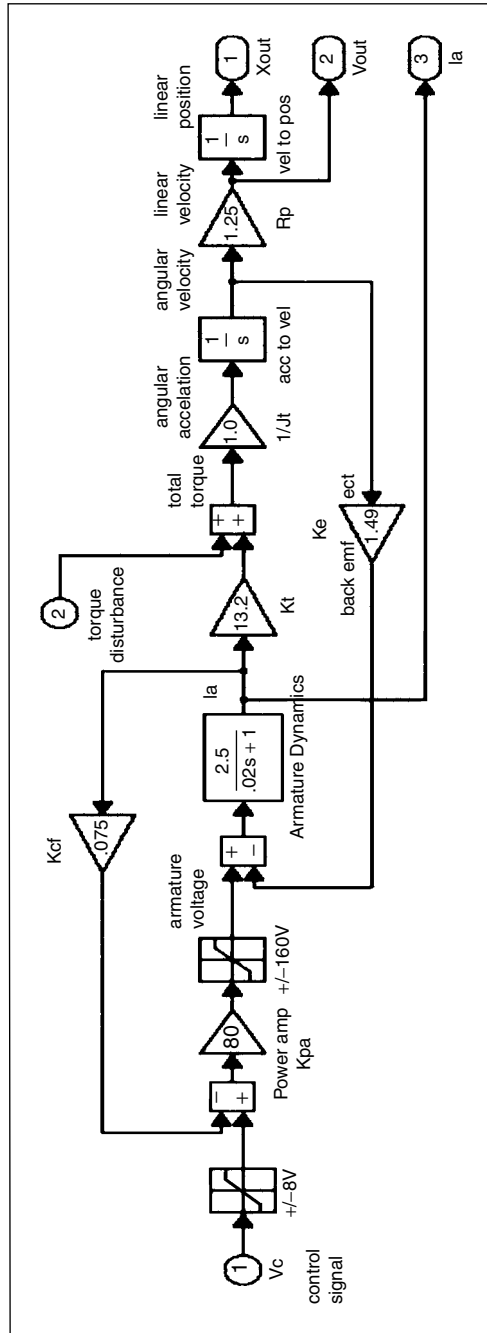 1
Vc
control
signal
+/−8V
−
+
80
Power amp
Kpa
+/−160V
armature
voltage
Kcf
.075
+
−
2.5
.02s + 1
Armature Dynamics
Ia
13.2
Kt
2
torque
disturbance
+
+
total
torque
1.0
1/Jt
angular
accelation
1
s
acc to vel
angular
velocity
1.25
Rp
linear
velocity
1
s
vel to pos
linear
position
1
Xout
2
Vout
3
Ia
Ke
1.49
ect
back emf